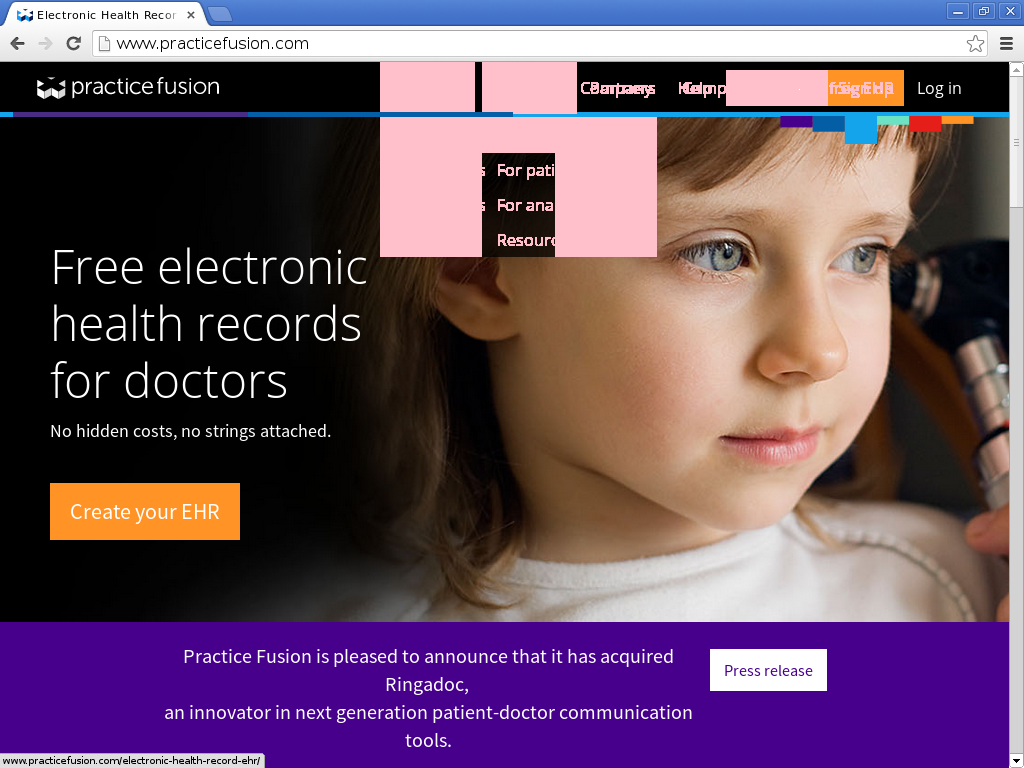 Electronic Health Recor
www.practicefusion.com
practice fusion
Log in
For pati
For ana
Resourc
Free electronic
health records
for doctors
No hidden costs, no strings attached.
Create your EHR
Practice Fusion is pleased to announce that it has acquired
Ringadoc,
an innovator in next generation patient-doctor communication
tools.
Press release
www.practicefusion.com/electronic-health-record-ehr/